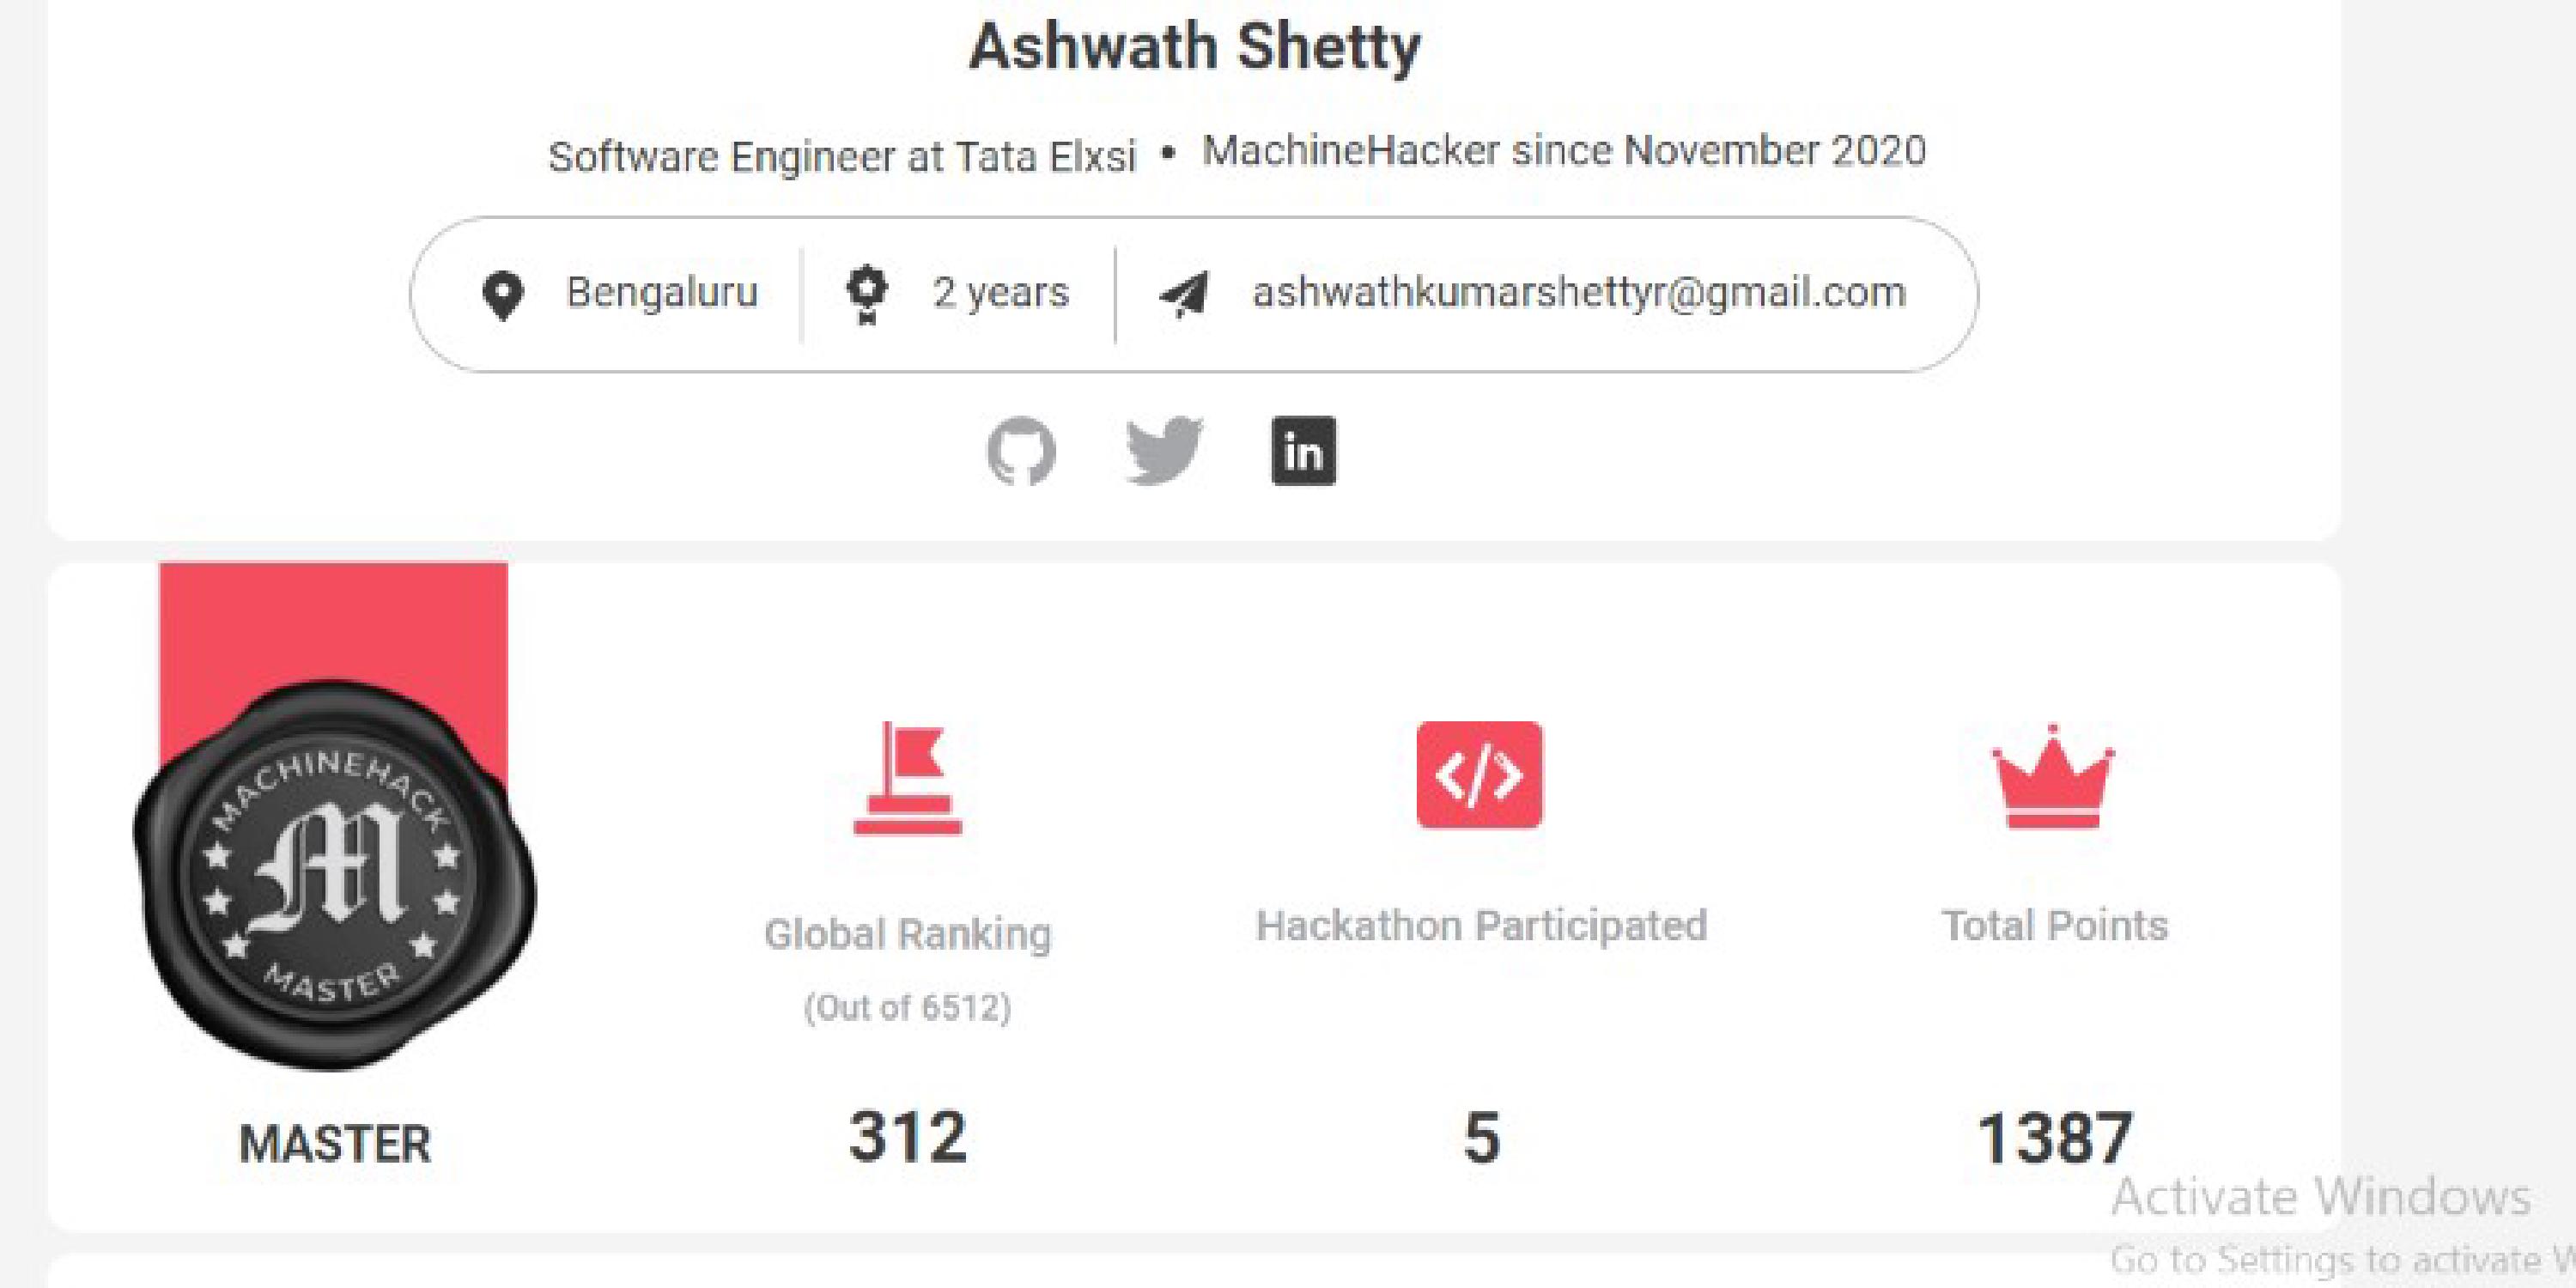 Ashwath Shetty
Software Engineer at Tata Elxsi • MachineHacker since November 2020
Bengaluru 2 years ashwathkumarshettyr@gmail.com
in
MACHINEHACK
M
MASTER
Global Ranking Hackathon Participated Total Points
(Out of 6512)
MASTER 312 5 1387
Activate Windows
Go to Settings to activate W